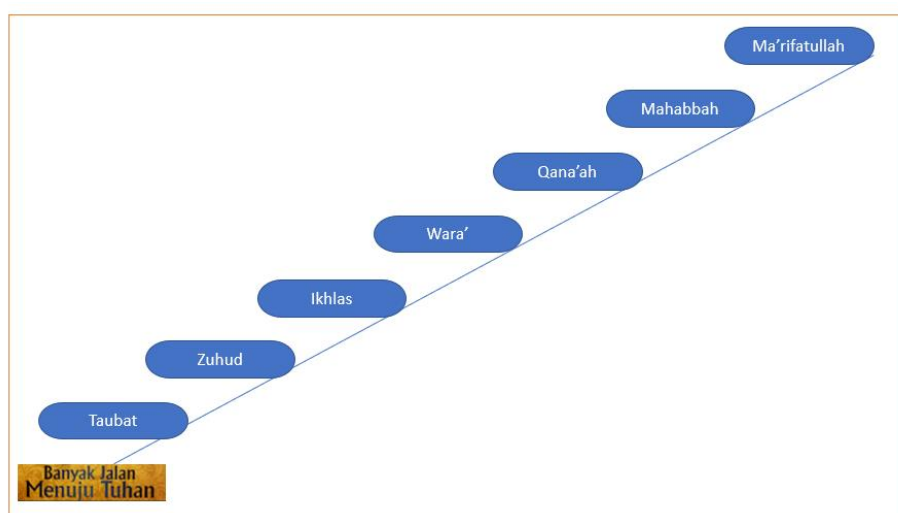 Ma’rifatullah
Mahabbah
Qana’ah
Wara’
Ikhlas
Zuhud
Taubat
Banyak Jalan
Menuju Tuhan